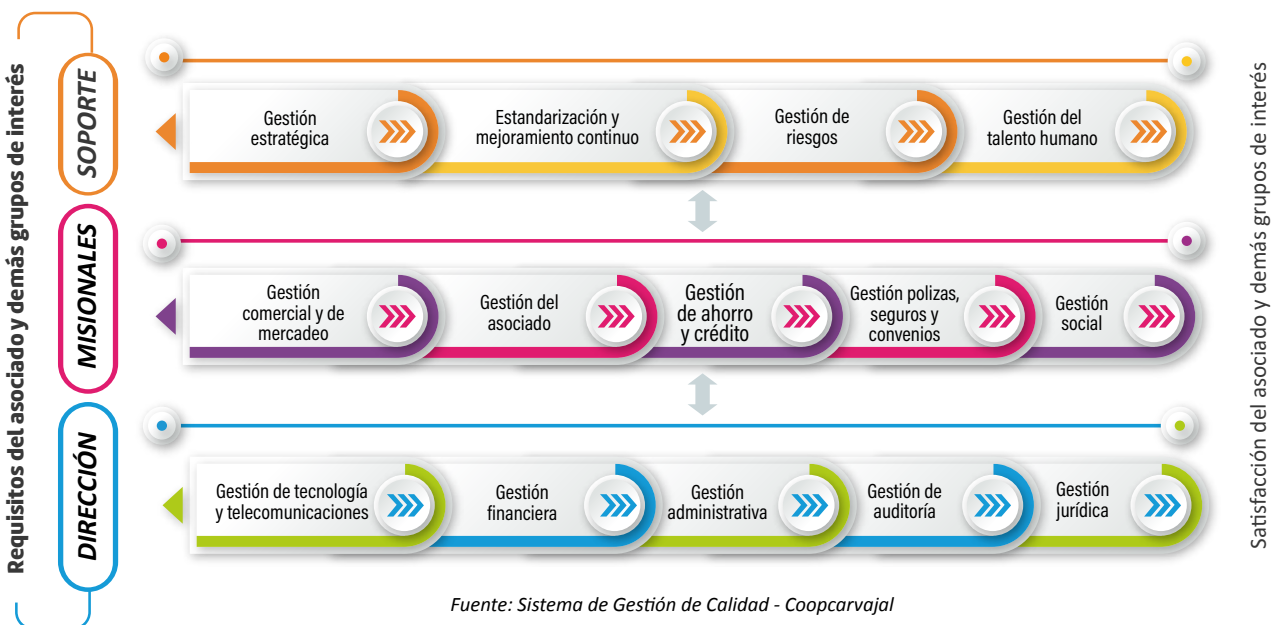 Requisitos del asociado y demás grupos de interés
SOPORTE
Gestión
estratégica
Estandarización y
mejoramiento continuo
Gestión de
riesgos
Gestión del
talento humano
MISIONALES
Gestión
comercial y de
mercadeo
Gestión del
asociado
Gestión
de ahorro
y crédito
Gestión polizas,
seguros y
convenios
Gestión
social
DIRECCIÓN
Gestión de tecnología
y telecomunicaciones
Gestión
financiera
Gestión
administrativa
Gestión de
auditoría
Gestión
jurídica
Satisfacción del asociado y demás grupos de interés
Fuente: Sistema de Gestión de Calidad - Coopcarvajal